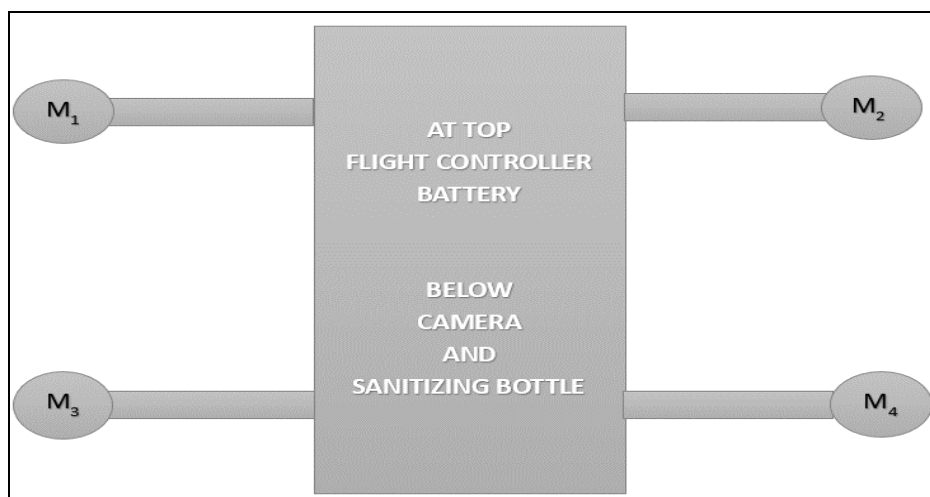 M1
M2
AT TOP
FLIGHT CONTROLLER
BATTERY
BELOW
CAMERA
AND
SANITIZING BOTTLE
M3
M4